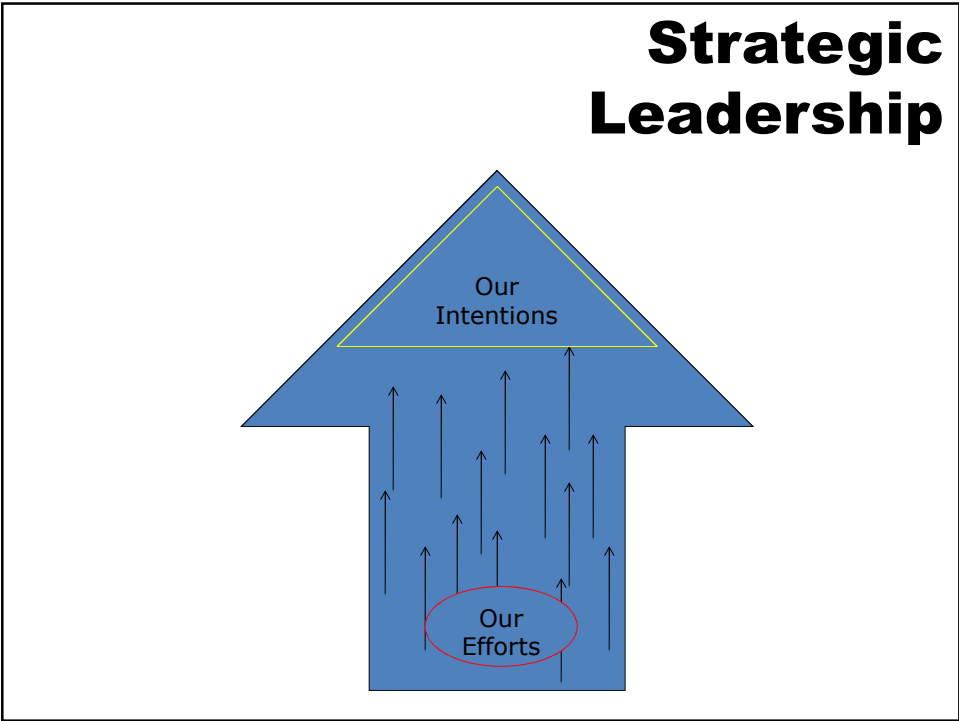 Strategic
Leadership
Our
Intentions
Our
Efforts